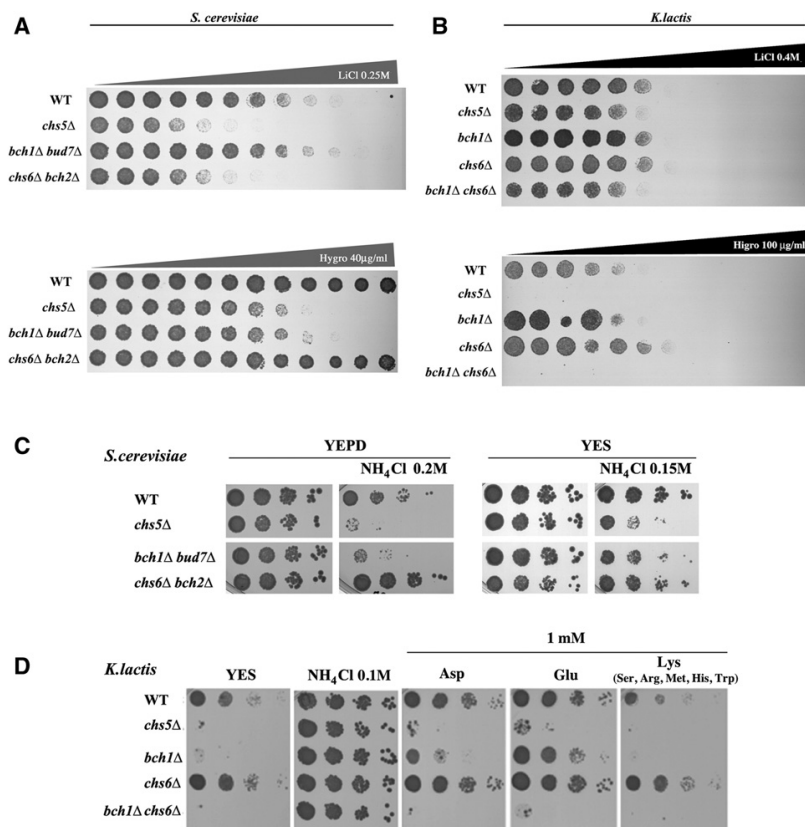 A
S. cerevisiae
LiCl 0.25M
WT
chs5Δ
bch1Δ bud7Δ
chs6Δ bch2Δ
Hygro 40µg/ml
WT
chs5Δ
bch1Δ bud7Δ
chs6Δ bch2Δ
B
K.lactis
LiCl 0.4M
WT
chs5Δ
bch1Δ
chs6Δ
bch1Δ chs6Δ
Higro 100 µg/ml
WT
chs5Δ
bch1Δ
chs6Δ
bch1Δ chs6Δ
C
S.cerevisiae
YEPD
YES
NH4Cl 0.2M
NH4Cl 0.15M
WT
chs5Δ
bch1Δ bud7Δ
chs6Δ bch2Δ
D
K.lactis
1 mM
YES
NH4Cl 0.1M
Asp
Glu
Lys
(Ser, Arg, Met, His, Trp)
WT
chs5Δ
bch1Δ
chs6Δ
bch1Δ chs6Δ